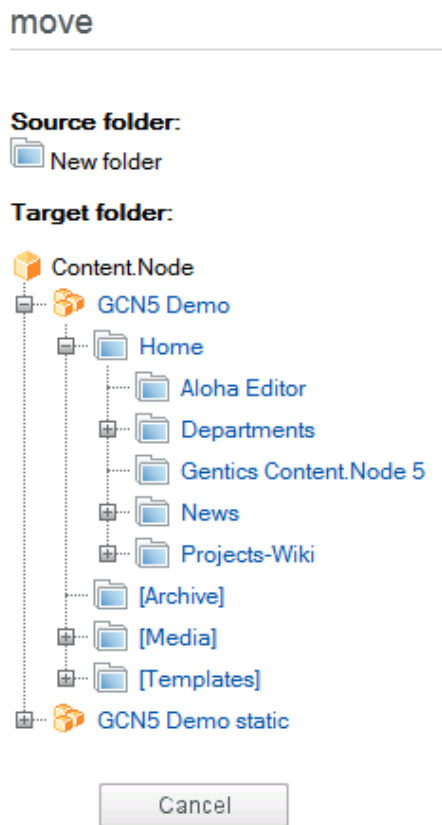 move
Source folder:
New folder
Target folder:
Content.Node
GCN5 Demo
Home
Aloha Editor
Departments
Gentics Content.Node 5
News
Projects-Wiki
[Archive]
[Media]
[Templates]
GCN5 Demo static
Cancel